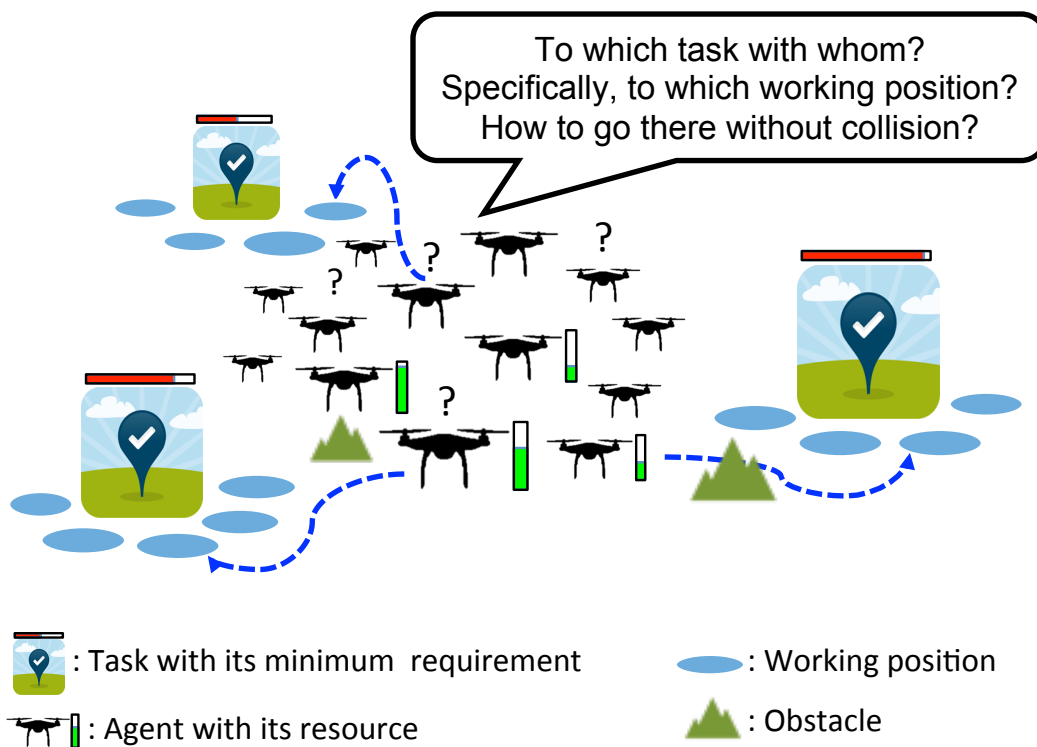 To which task with whom?
Specifically, to which working position?
How to go there without collision?
?
?
?
?
: Task with its minimum requirement
: Working position
: Agent with its resource
: Obstacle